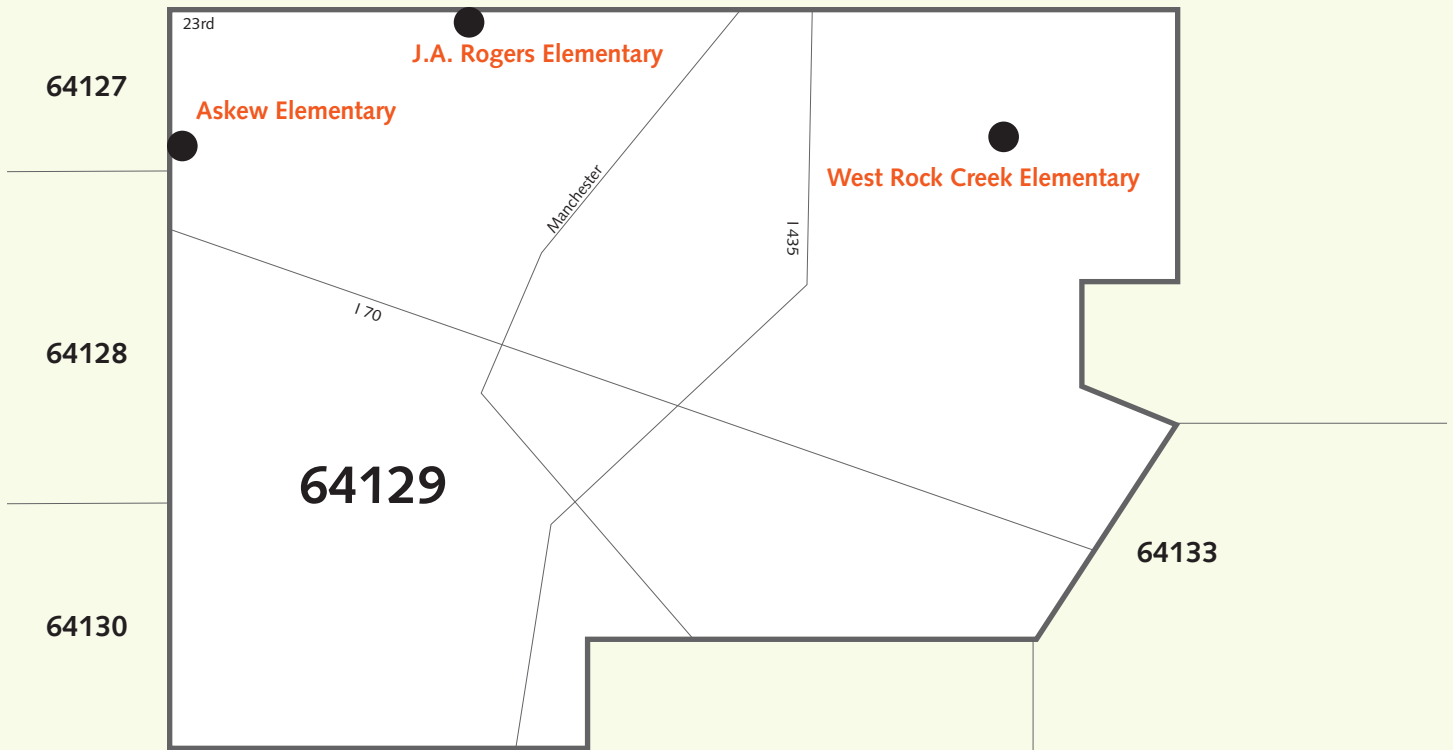 23rd
J.A. Rogers Elementary
64127
Askew Elementary
West Rock Creek Elementary
Manchester
I 435
I 70
64128
64129
64133
64130